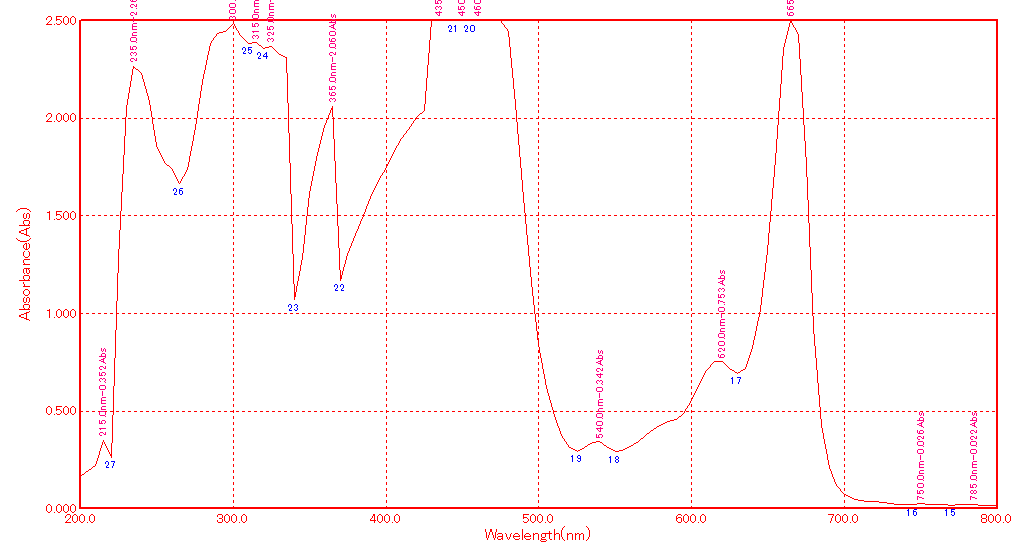 2.500
2.000
1.500
1.000
0.500
0.000
Absorbance(Abs)
200.0
300.0
400.0
500.0
600.0
700.0
800.0
Wavelength(nm)
215.0nm-0.352Abs
235.0nm-2.26
300.
315.0nm
325.0nm
365.0nm-2.060Abs
435
450
460
540.0nm-0.342Abs
620.0nm-0.753Abs
665
750.0nm-0.026Abs
785.0nm-0.022Abs
27
26
25
24
23
22
21
20
19
18
17
16
15